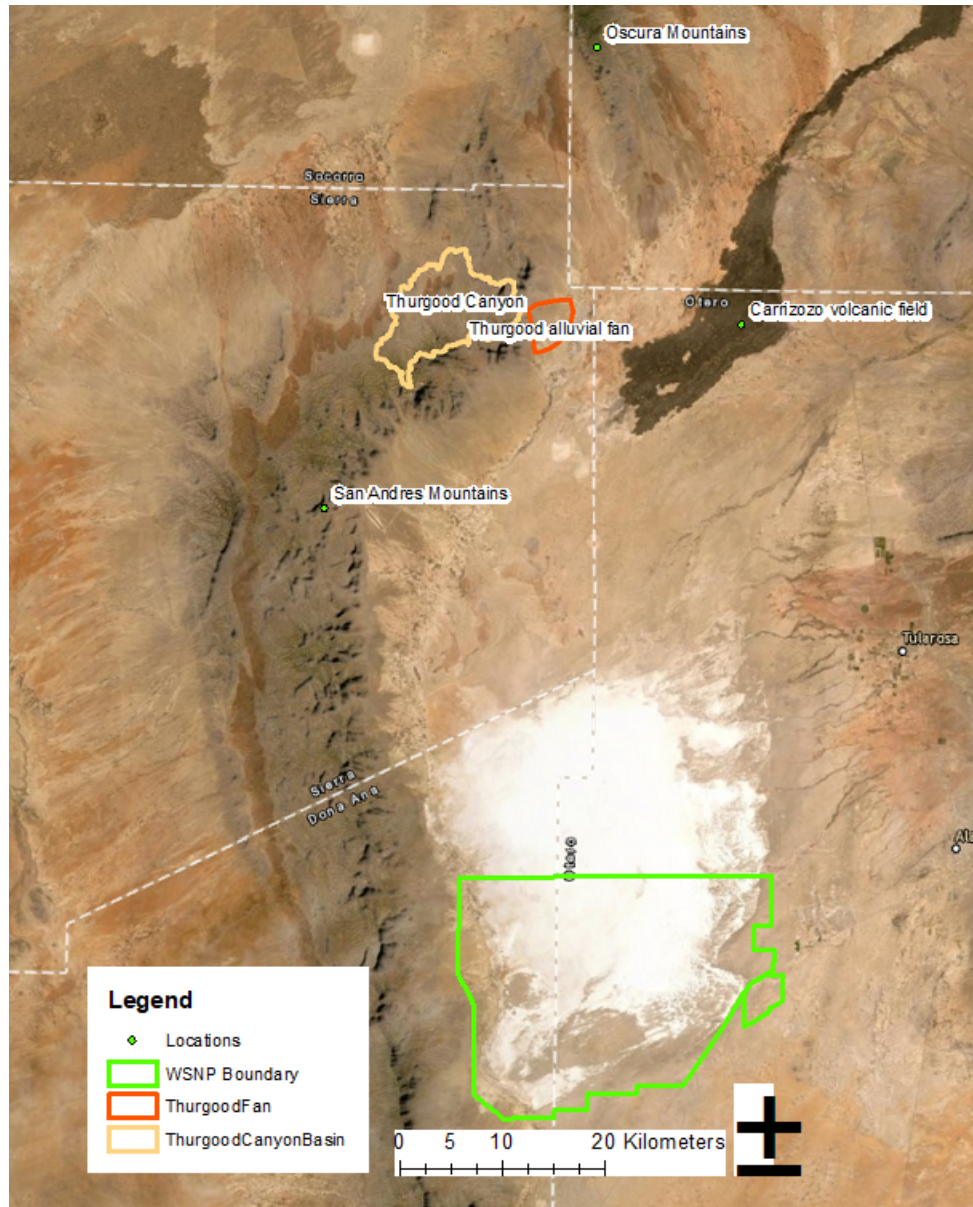 Oscura Mountains
Socorro
Sierra
Thurgood Canyon
Otero
Carrizozo volcanic field
Thurgood alluvial fan
San Andres Mountains
Tularosa
Sierra
Dona Ana
Otero
Ala
Legend
Locations
WSNP Boundary
ThurgoodFan
ThurgoodCanyonBasin
0 5 10 20 Kilometers